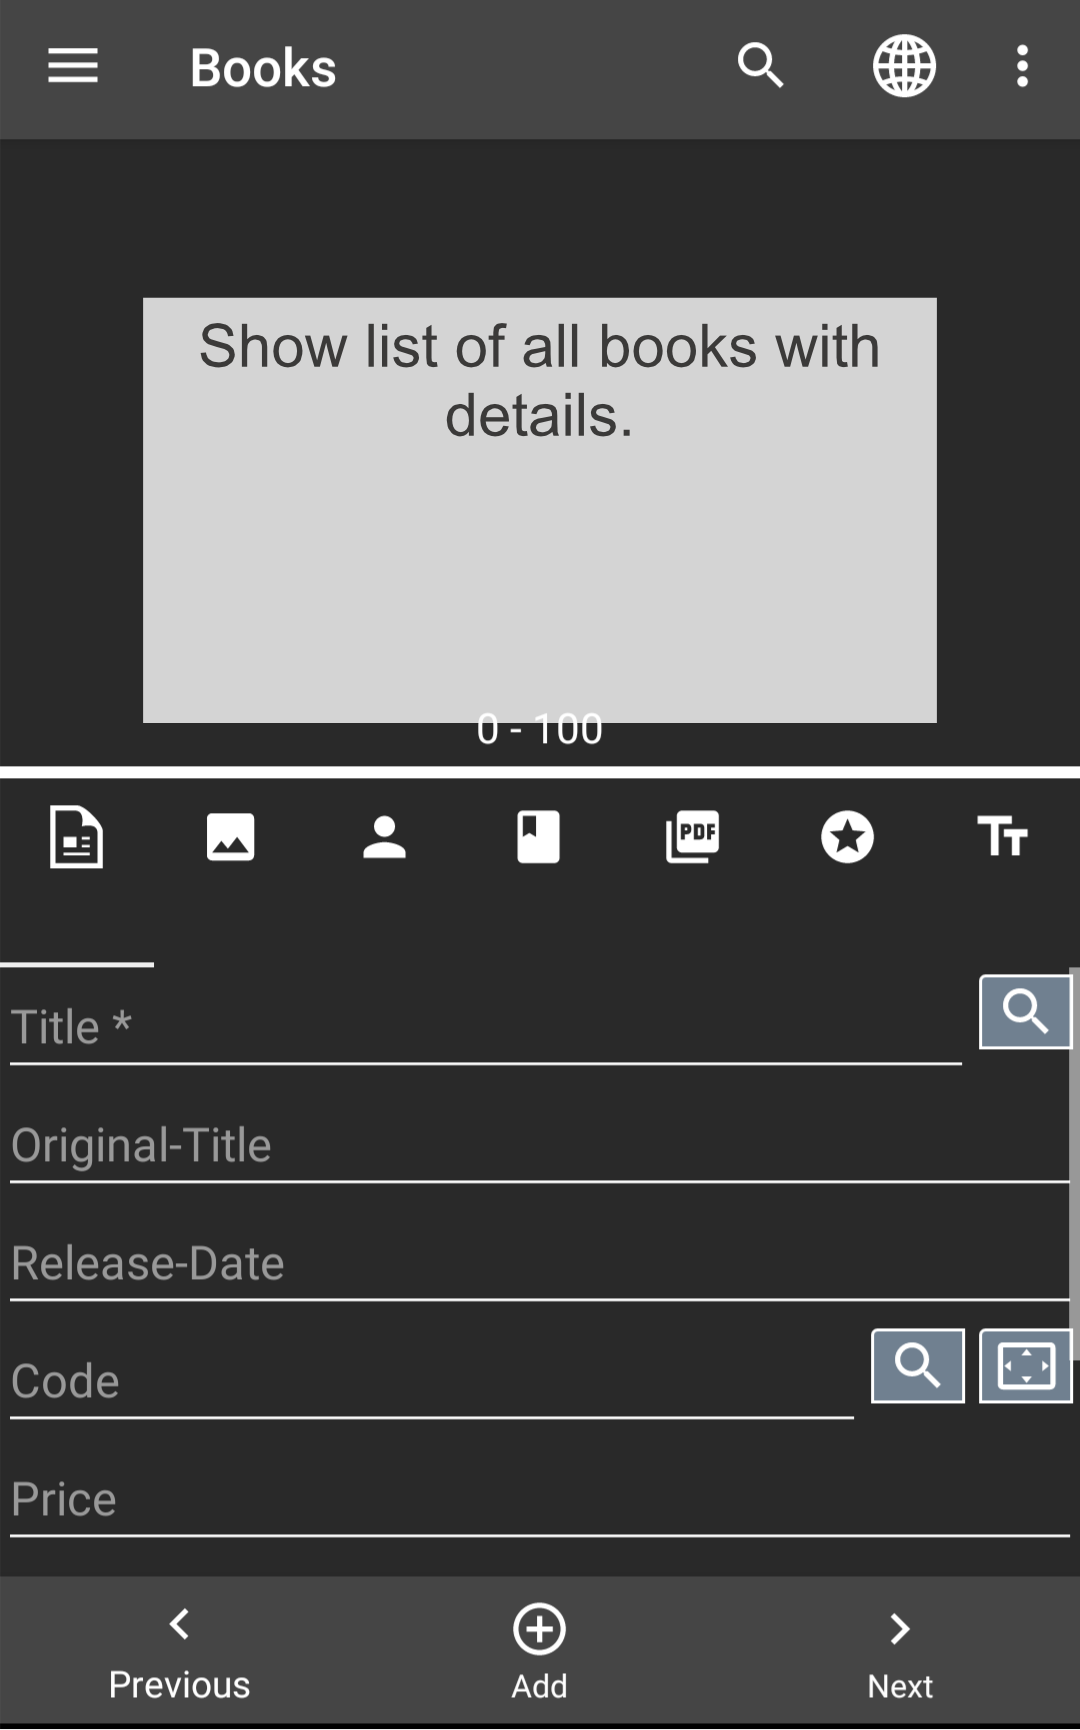 Books
Show list of all books with
details.
0 - 100
PDF
Title *
Original-Title
Release-Date
Code
Price
Previous
Add
Next